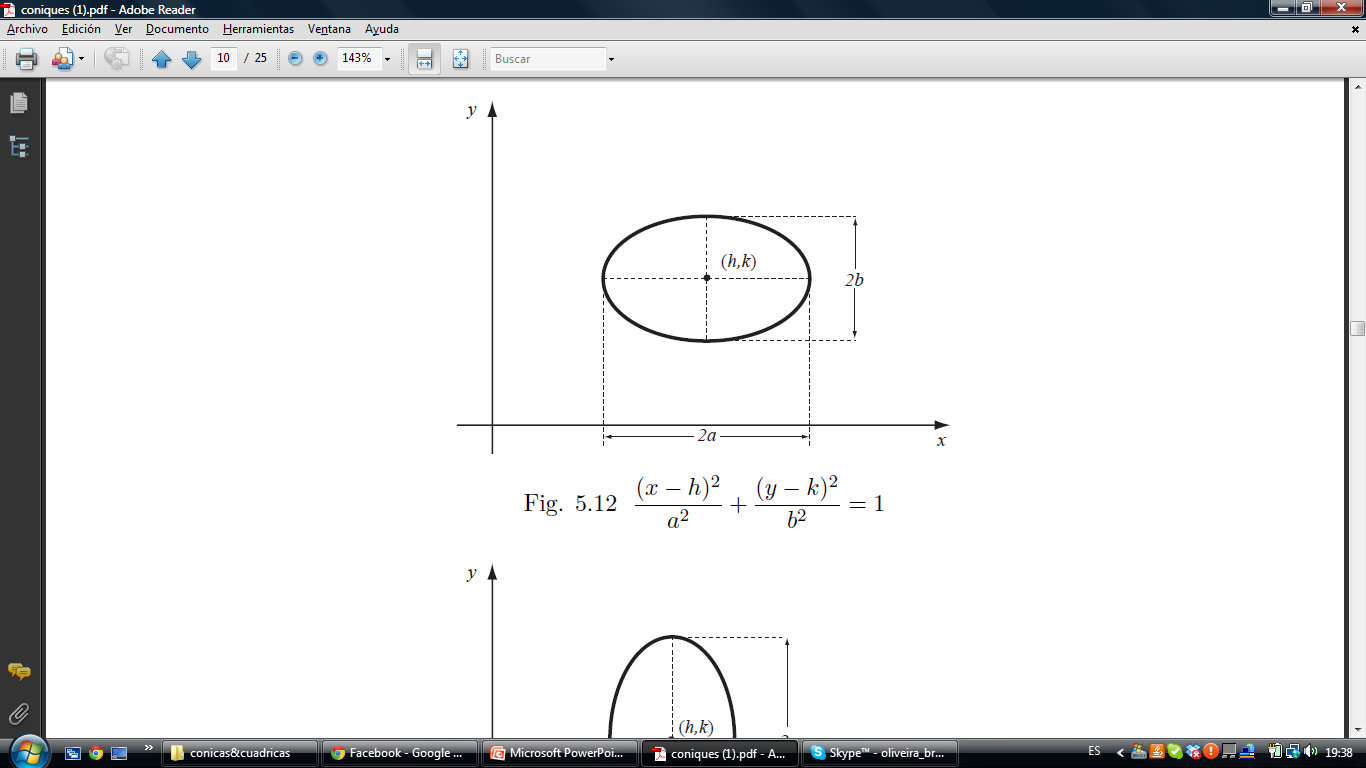 coniques (1).pdf - Adobe Reader
Archivo Edición Ver Documento Herramientas Ventana Ayuda
10 / 25 143% Buscar
y
(h,k)
2b
2a
x
Fig. 5.12 (x − h)² / a² + (y − k)² / b² = 1
y
(h,k)
conicas&cuadricas Facebook - Google ... Microsoft PowerPoi... coniques (1).pdf - A... Skype™ - oliveira_br... ES 19:38